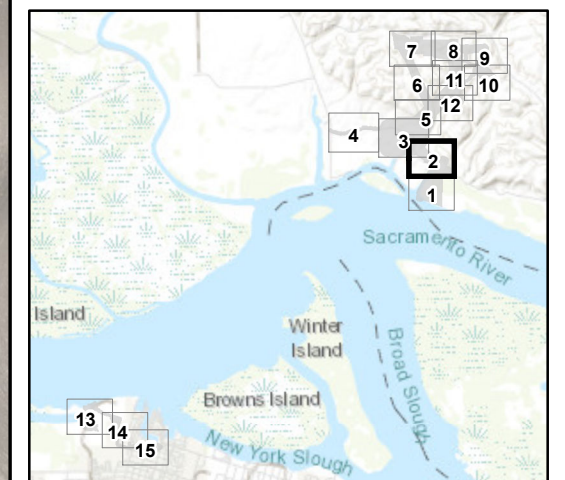 7 8 9
6 11 10
12
5
4 3
2
1
Sacramento River
Island
Winter
Island
Broad Slough
Browns Island
13
14
15
New York Slough